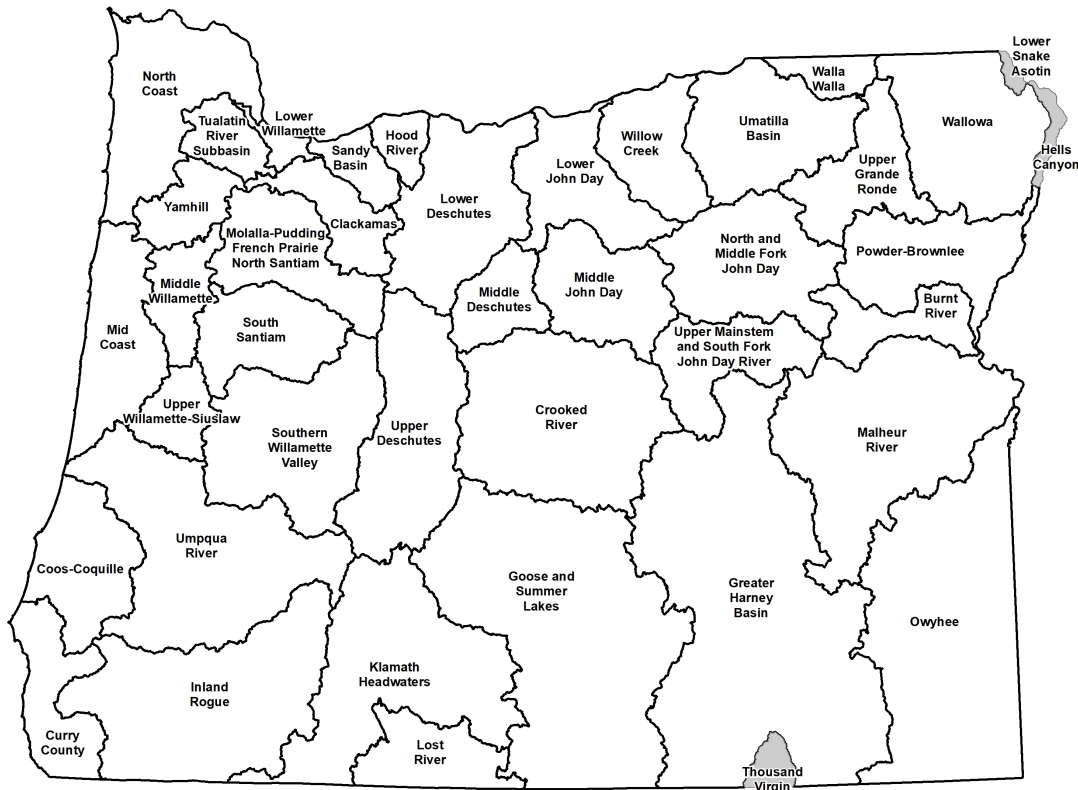 Lower
Snake
Asotin
North
Coast
Walla
Walla
Tualatin
River
Subbasin
Lower
Willamette
Sandy
Basin
Hood
River
Willow
Creek
Umatilla
Basin
Wallowa
Hells
Canyon
Lower
John Day
Upper
Grande
Ronde
Yamhill
Lower
Deschutes
Clackamas
Molalla-Pudding
French Prairie
North Santiam
North and
Middle Fork
John Day
Powder-Brownlee
Middle
Willamette
Middle
Deschutes
Middle
John Day
Burnt
River
Mid
Coast
South
Santiam
Upper Mainstem
and South Fork
John Day River
Upper
Willamette-Siuslaw
Southern
Willamette
Valley
Upper
Deschutes
Crooked
River
Malheur
River
Umpqua
River
Coos-Coquille
Goose and
Summer
Lakes
Greater
Harney
Basin
Owyhee
Inland
Rogue
Klamath
Headwaters
Curry
County
Lost
River
Thousand
Virgin